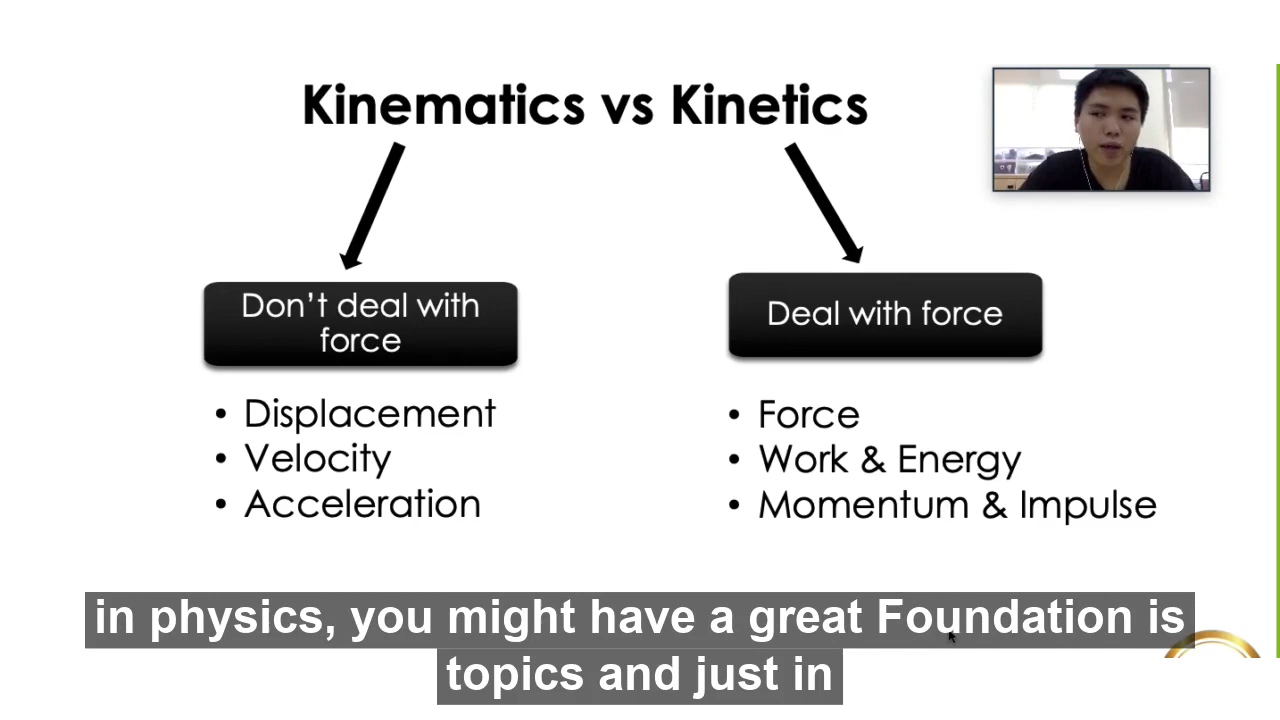 Kinematics vs Kinetics
Don’t deal with
force
Deal with force
• Displacement
• Velocity
• Acceleration
• Force
• Work & Energy
• Momentum & Impulse
in physics, you might have a great Foundation is
topics and just in